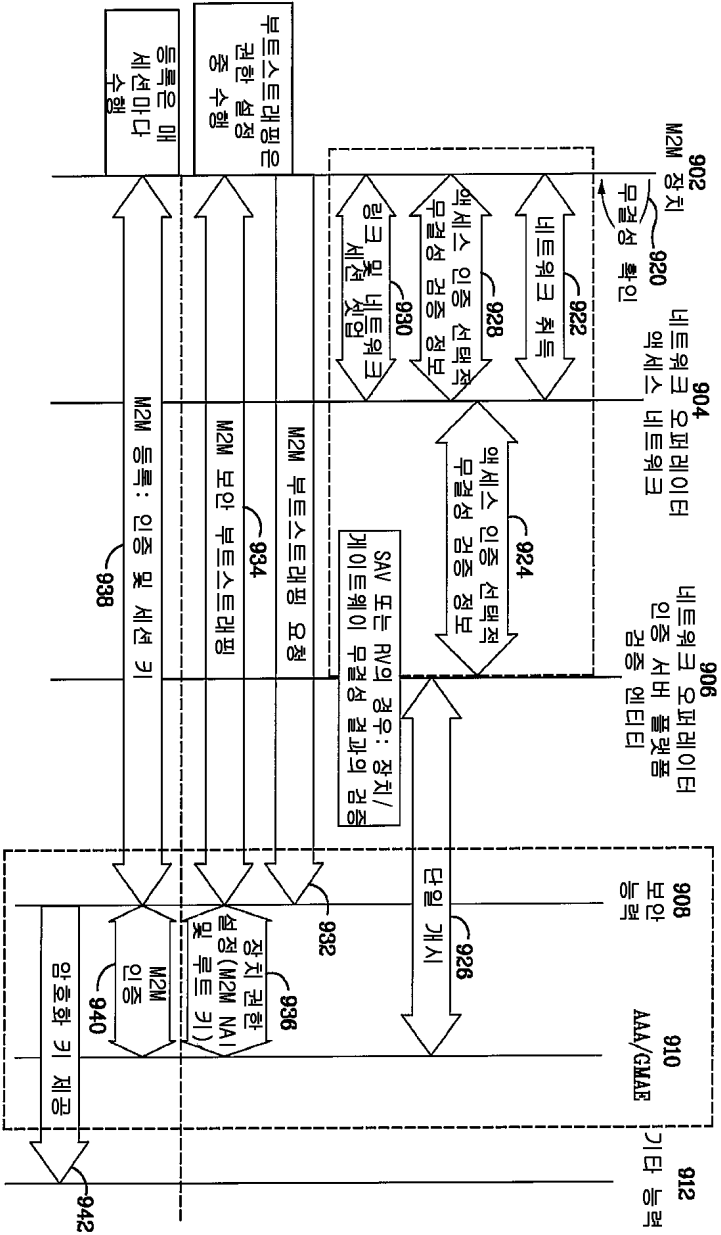 902
M2M 장치
904
네트워크 오퍼레이터
액세스 네트워크
906
네트워크 오퍼레이터
인증 서버 플랫폼
검증 엔티티
908
보안
능력
910
AAA/GMAE
912
기타 능력
920
무결성 확인
네트워크 취득
922
액세스 인증 선택적
무결성 검증 정보
924
액세스 인증 선택적
무결성 검증 정보
928
단일 개시
926
링크 및 네트워크
세션 셋업
930
SAV 또는 RV의 경우: 장치/
게이트웨이 무결성 결과의 검증
부트스트래핑은
권한 설정
중 수행
M2M 부트스트래핑 요청
932
M2M 보안 부트스트래핑
934
장치 권한
설정(M2M NAI
및 루트 키)
936
등록은 매
세션마다
수행
M2M 등록: 인증 및 세션 키
938
M2M
인증
940
암호화 키 제공
942